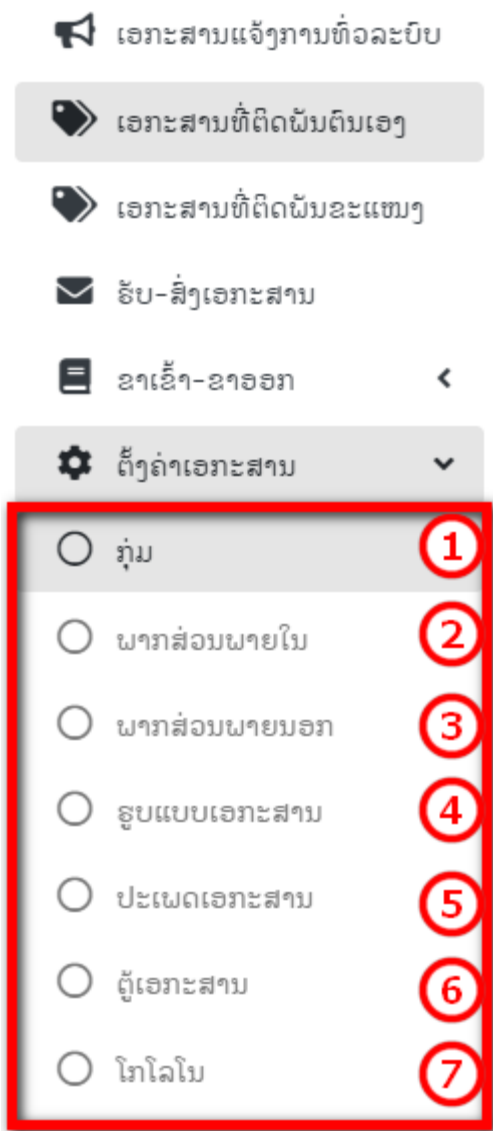 ເອກະສານແຈ້ງການທົ່ວລະບົບ
ເອກະສານທີ່ຕິດພັນຕົນເອງ
ເອກະສານທີ່ຕິດພັນຂະແໜງ
ຮັບ-ສົ່ງເອກະສານ
ຂາເຂົ້າ-ຂາອອກ
ຕັ້ງຄ່າເອກະສານ
ກຸ່ມ 1
ພາກສ່ວນພາຍໃນ 2
ພາກສ່ວນພາຍນອກ 3
ຮູບແບບເອກະສານ 4
ປະເພດເອກະສານ 5
ຕູ້ເອກະສານ 6
ໂກໂລໂນ 7